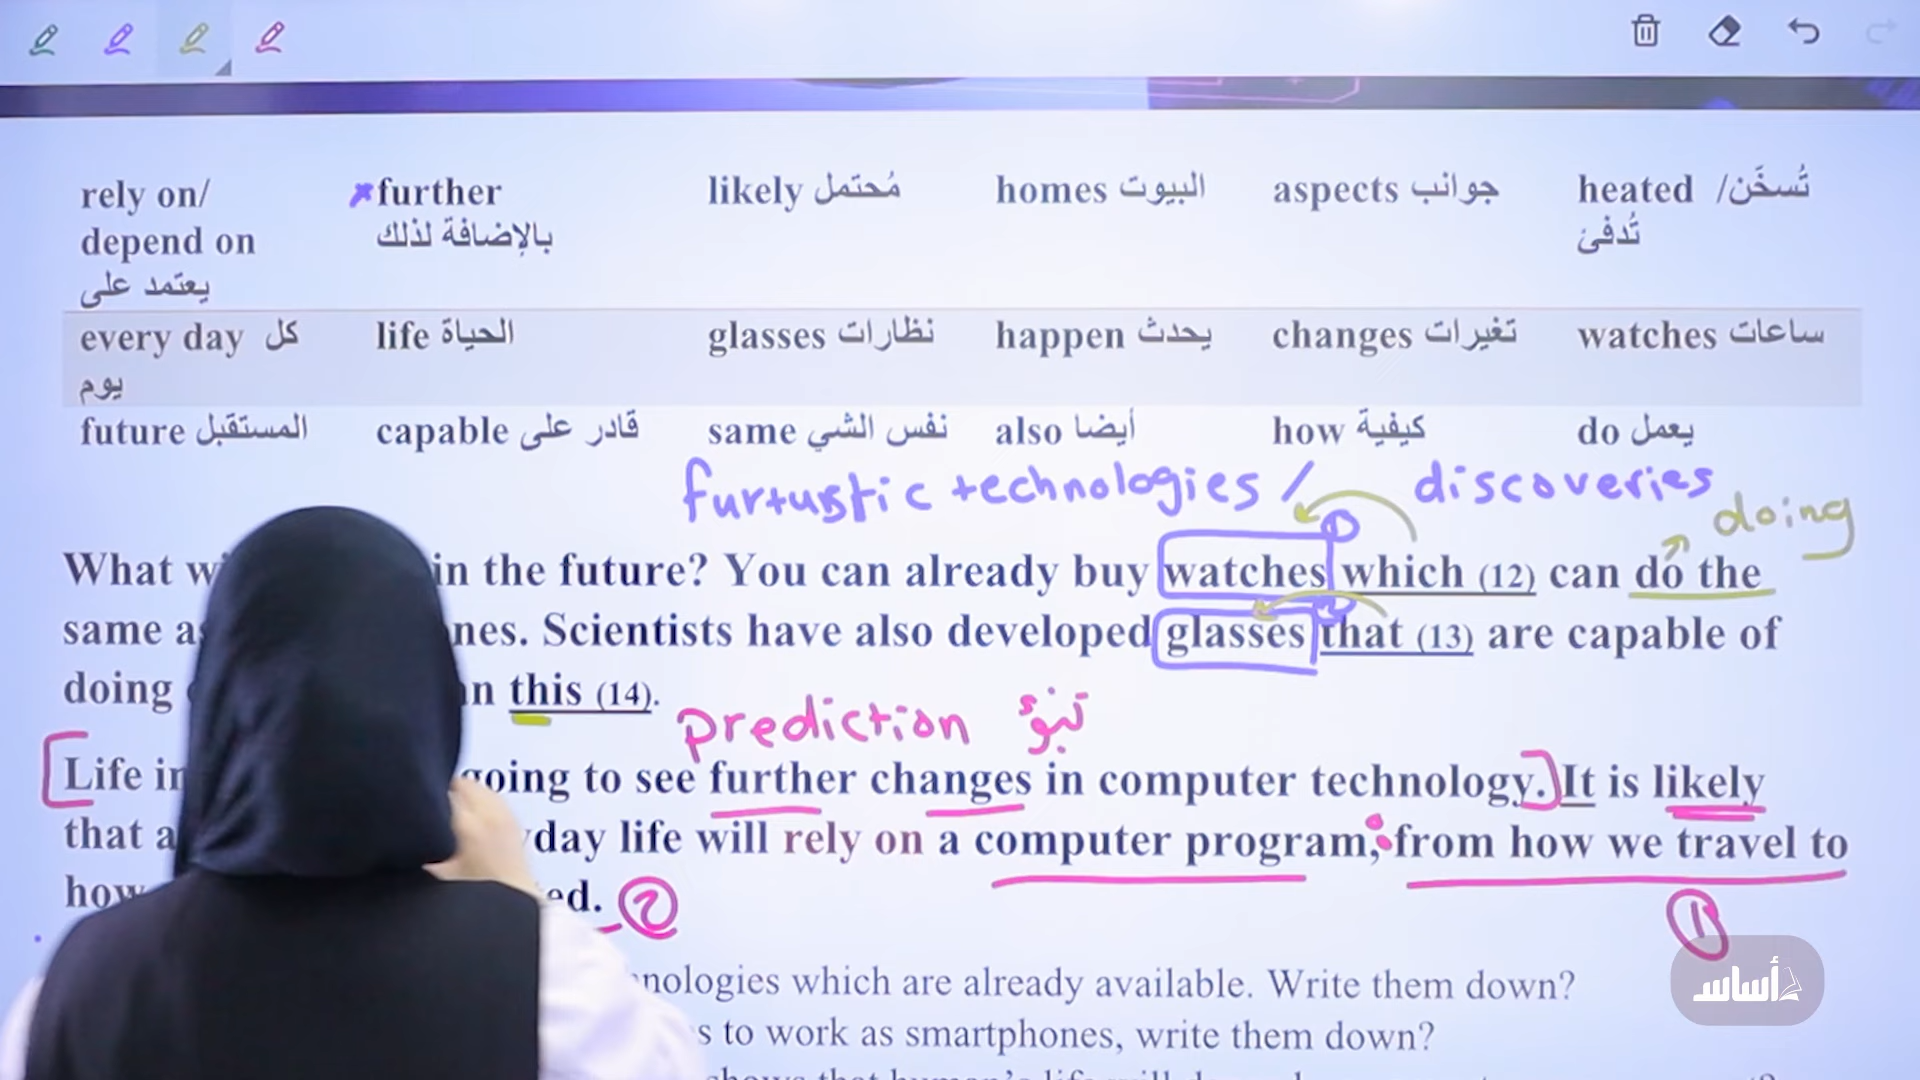 rely on/ depend on يعتمد على
further بالإضافة لذلك
likely مُحتمل
homes البيوت
aspects جوانب
heated /تُسخَّن تُدفئ
every day كل يوم
life الحياة
glasses نظارات
happen يحدث
changes تغيرات
watches ساعات
future المستقبل
capable قادر على
same نفس الشي
also أيضا
how كيفية
do يعمل
technologies / discoveries
doing
What in the future? You can already buy watches which (12) can do the
same Scientists have also developed glasses that (13) are capable of
doing this (14).
prediction تنبؤ
Life going to see further changes in computer technology. It is likely
that day life will rely on a computer program, from how we travel to
how
2
1
which are already available. Write them down?
to work as smartphones, write them down?
أساس